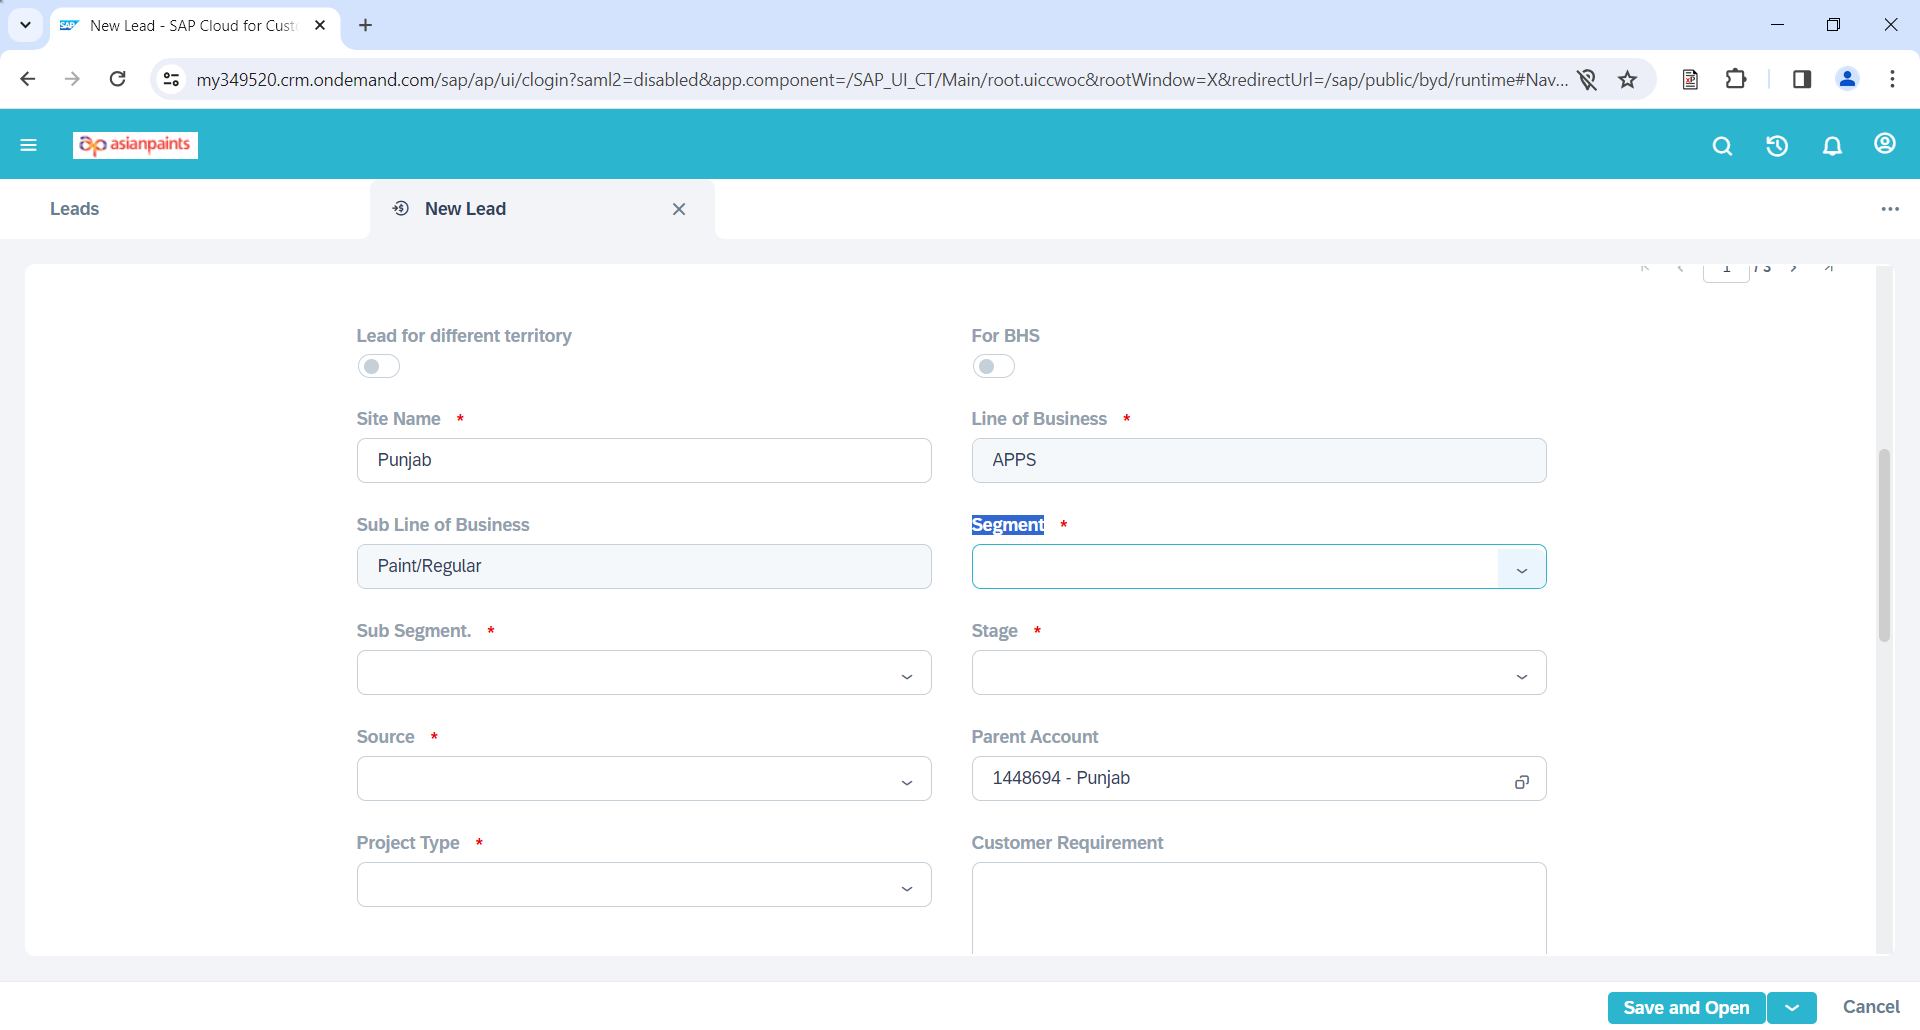 SAP New Lead - SAP Cloud for Cust
my349520.crm.ondemand.com/sap/ap/ui/clogin?saml2=disabled&app.component=/SAP_UI_CT/Main/root.uiccwoc&rootWindow=X&redirectUrl=/sap/public/byd/runtime#Nav...
ap asianpaints
Leads
New Lead
1 / 3
Lead for different territory
For BHS
Site Name *
Line of Business *
Punjab
APPS
Sub Line of Business
Segment *
Paint/Regular
Sub Segment. *
Stage *
Source *
Parent Account
1448694 - Punjab
Project Type *
Customer Requirement
Save and Open
Cancel